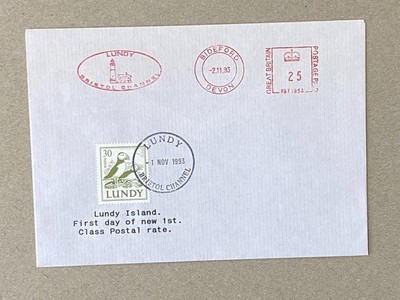 LUNDY
BRISTOL CHANNEL
BIDEFORD
-2.11.93
DEVON
GREAT BRITAIN
25
POSTAGE
30
LUNDY
LUNDY
-1 NOV 1993
BRISTOL CHANNEL
Lundy Island.
First day of new 1st.
Class Postal rate.